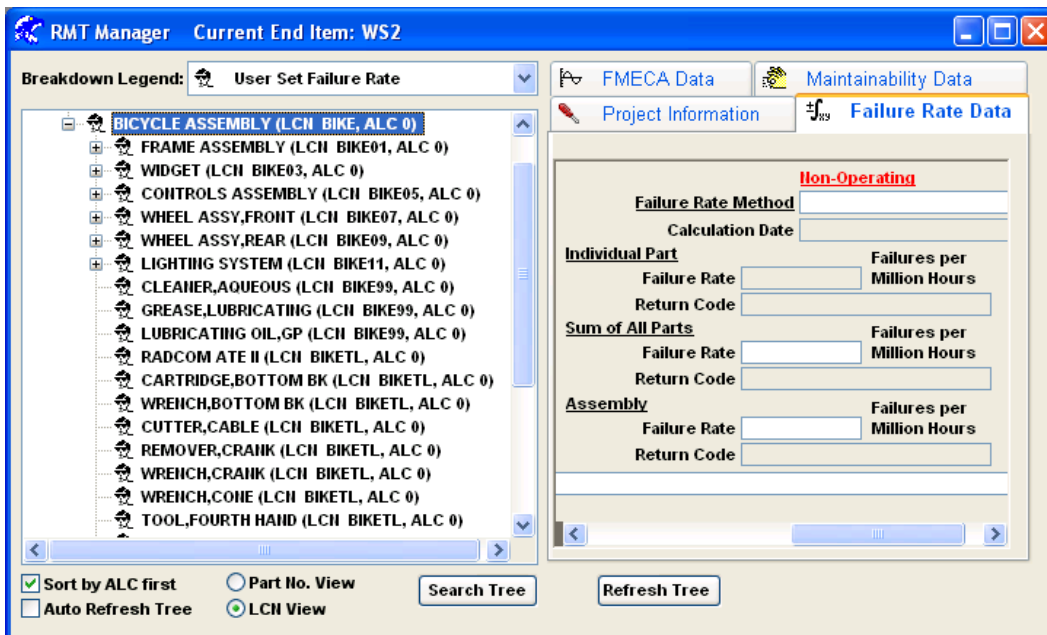 RMT Manager Current End Item: WS2
Breakdown Legend: User Set Failure Rate
BICYCLE ASSEMBLY (LCN BIKE, ALC 0)
FRAME ASSEMBLY (LCN BIKE01, ALC 0)
WIDGET (LCN BIKE03, ALC 0)
CONTROLS ASSEMBLY (LCN BIKE05, ALC 0)
WHEEL ASSY,FRONT (LCN BIKE07, ALC 0)
WHEEL ASSY,REAR (LCN BIKE09, ALC 0)
LIGHTING SYSTEM (LCN BIKE11, ALC 0)
CLEANER,AQUEOUS (LCN BIKE99, ALC 0)
GREASE,LUBRICATING (LCN BIKE99, ALC 0)
LUBRICATING OIL,GP (LCN BIKE99, ALC 0)
RADCOM ATE II (LCN BIKETL, ALC 0)
CARTRIDGE,BOTTOM BK (LCN BIKETL, ALC 0)
WRENCH,BOTTOM BK (LCN BIKETL, ALC 0)
CUTTER,CABLE (LCN BIKETL, ALC 0)
REMOVER,CRANK (LCN BIKETL, ALC 0)
WRENCH,CRANK (LCN BIKETL, ALC 0)
WRENCH,CONE (LCN BIKETL, ALC 0)
TOOL,FOURTH HAND (LCN BIKETL, ALC 0)
Sort by ALC first
Auto Refresh Tree
Part No. View
LCN View
Search Tree
Refresh Tree
FMECA Data
Maintainability Data
Project Information
±∫xy Failure Rate Data
Non-Operating
Failure Rate Method
Calculation Date
Individual Part
Failure Rate
Failures per
Million Hours
Return Code
Sum of All Parts
Failure Rate
Failures per
Million Hours
Return Code
Assembly
Failure Rate
Failures per
Million Hours
Return Code